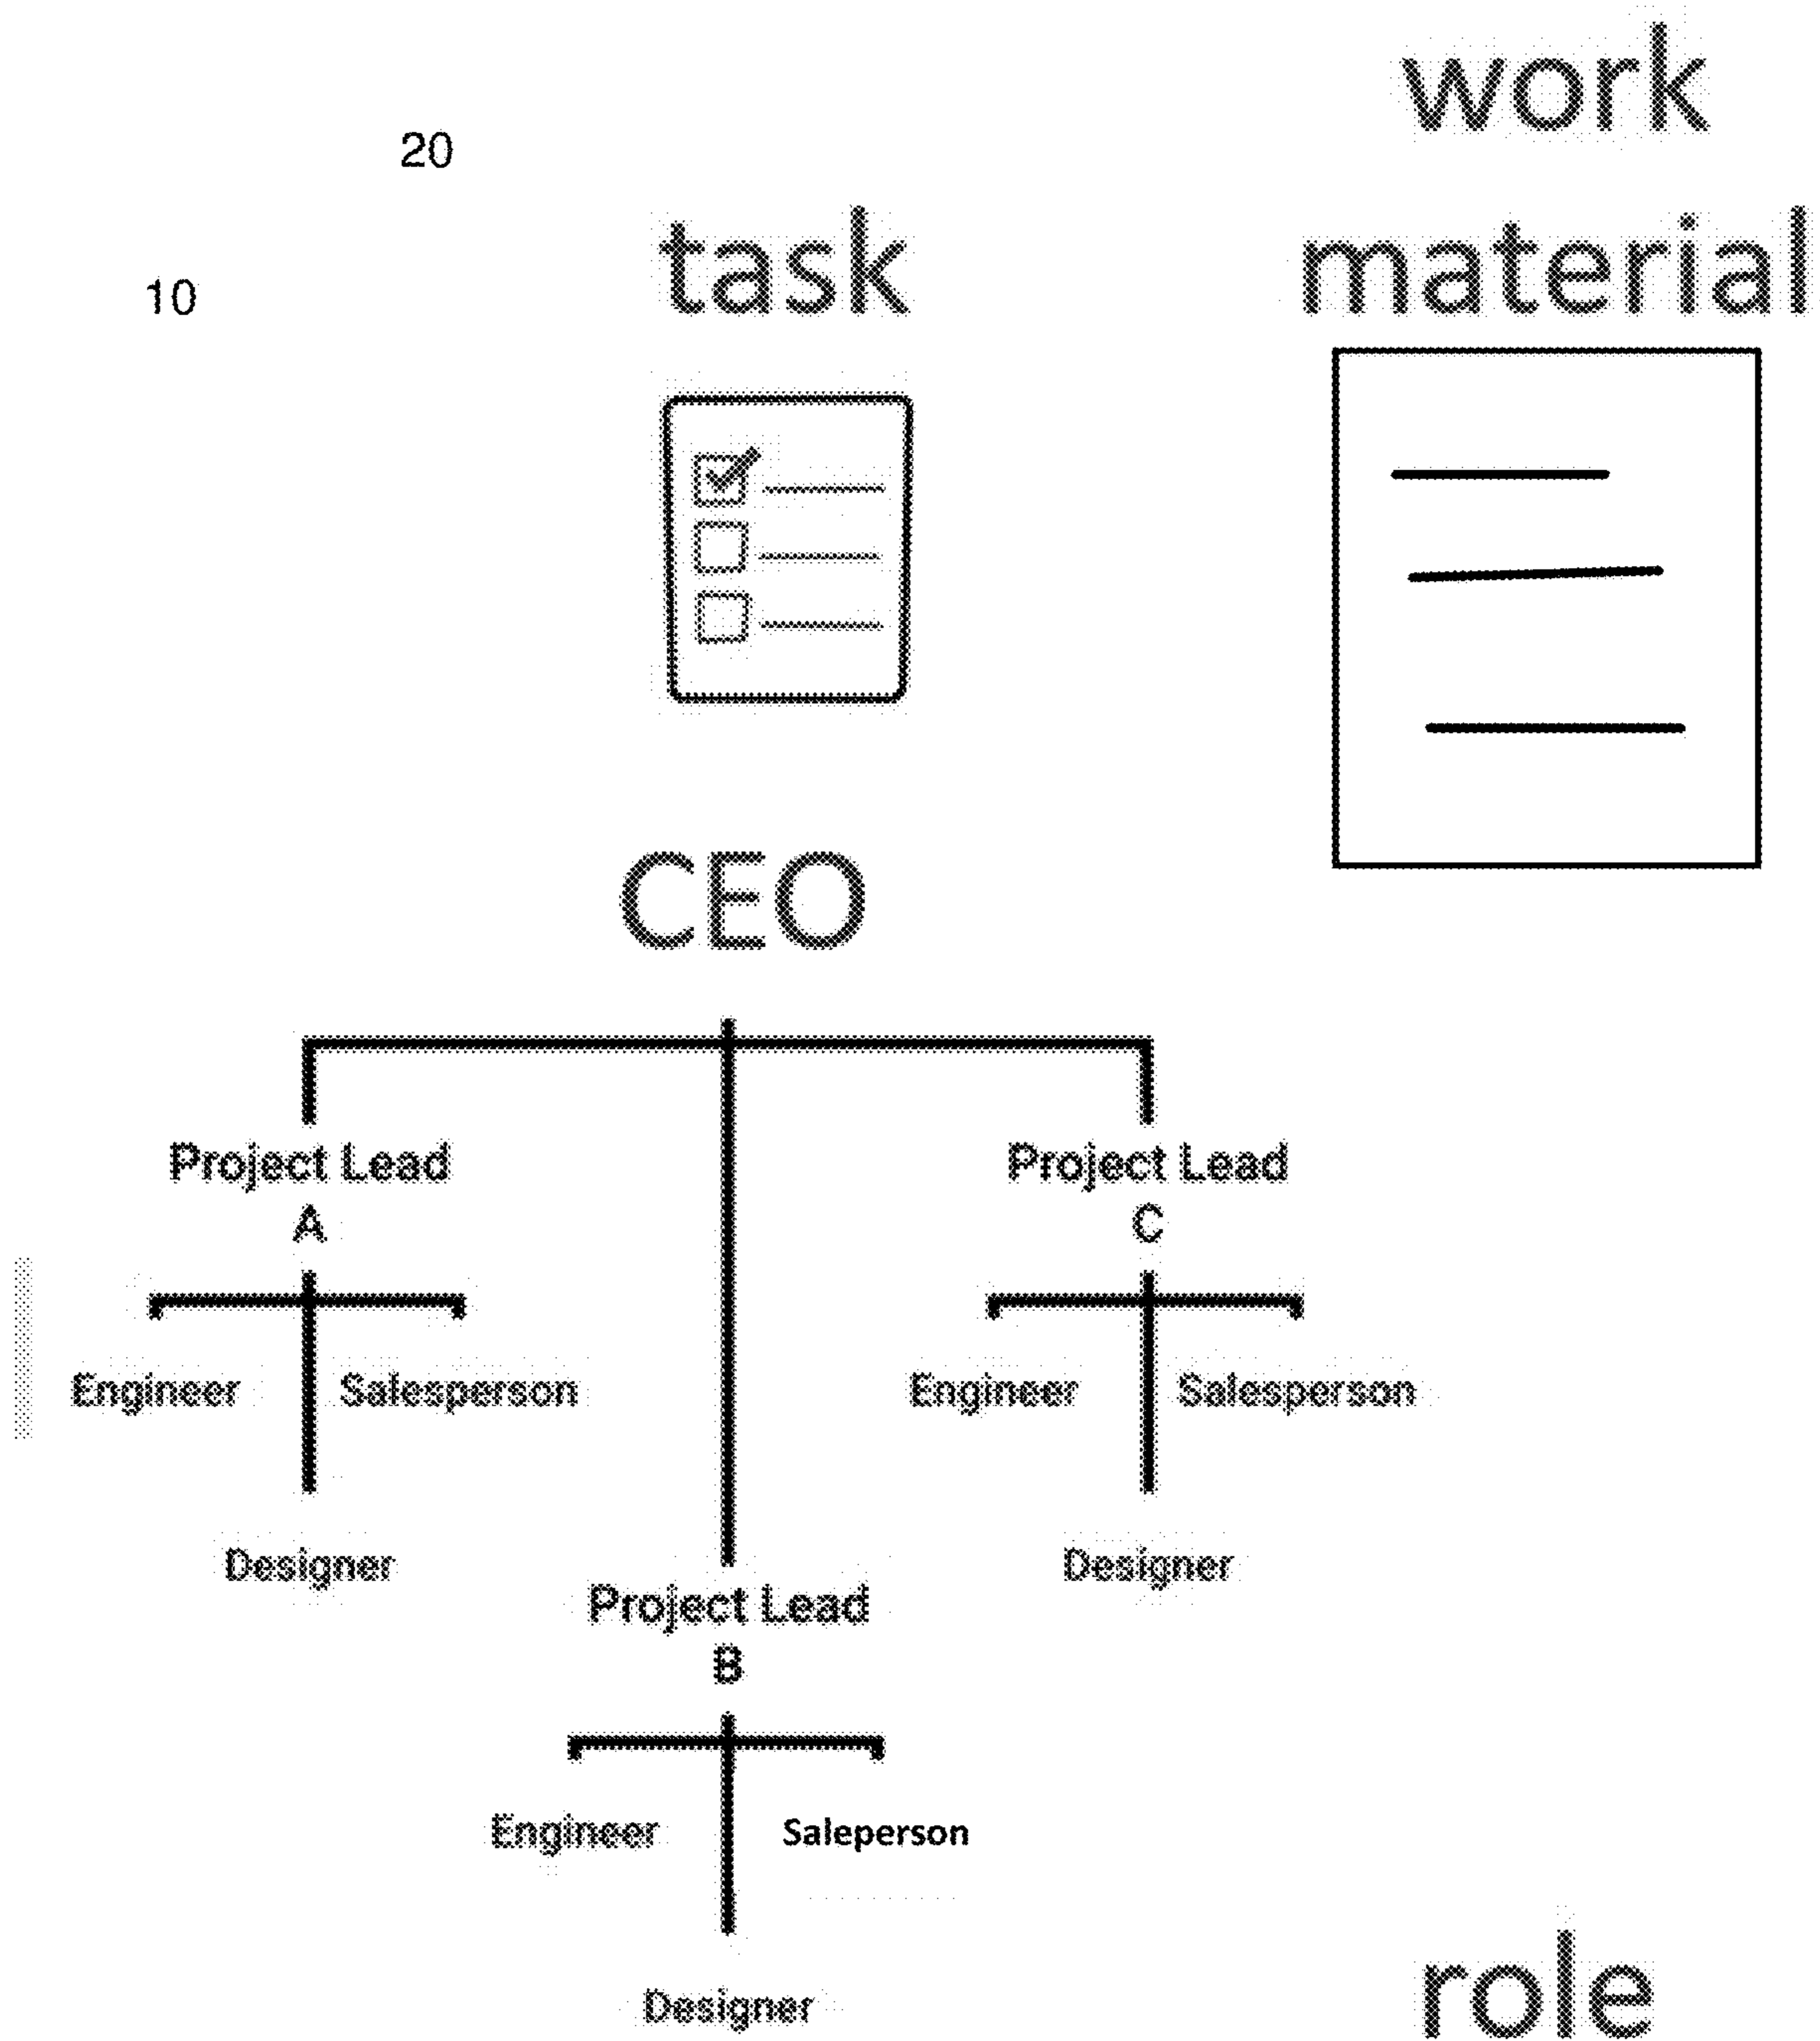 work
20
task
material
10
CEO
Project Lead
A
Project Lead
C
Engineer
Salesperson
Engineer
Salesperson
Designer
Designer
Project Lead
B
Engineer
Saleperson
Designer
role